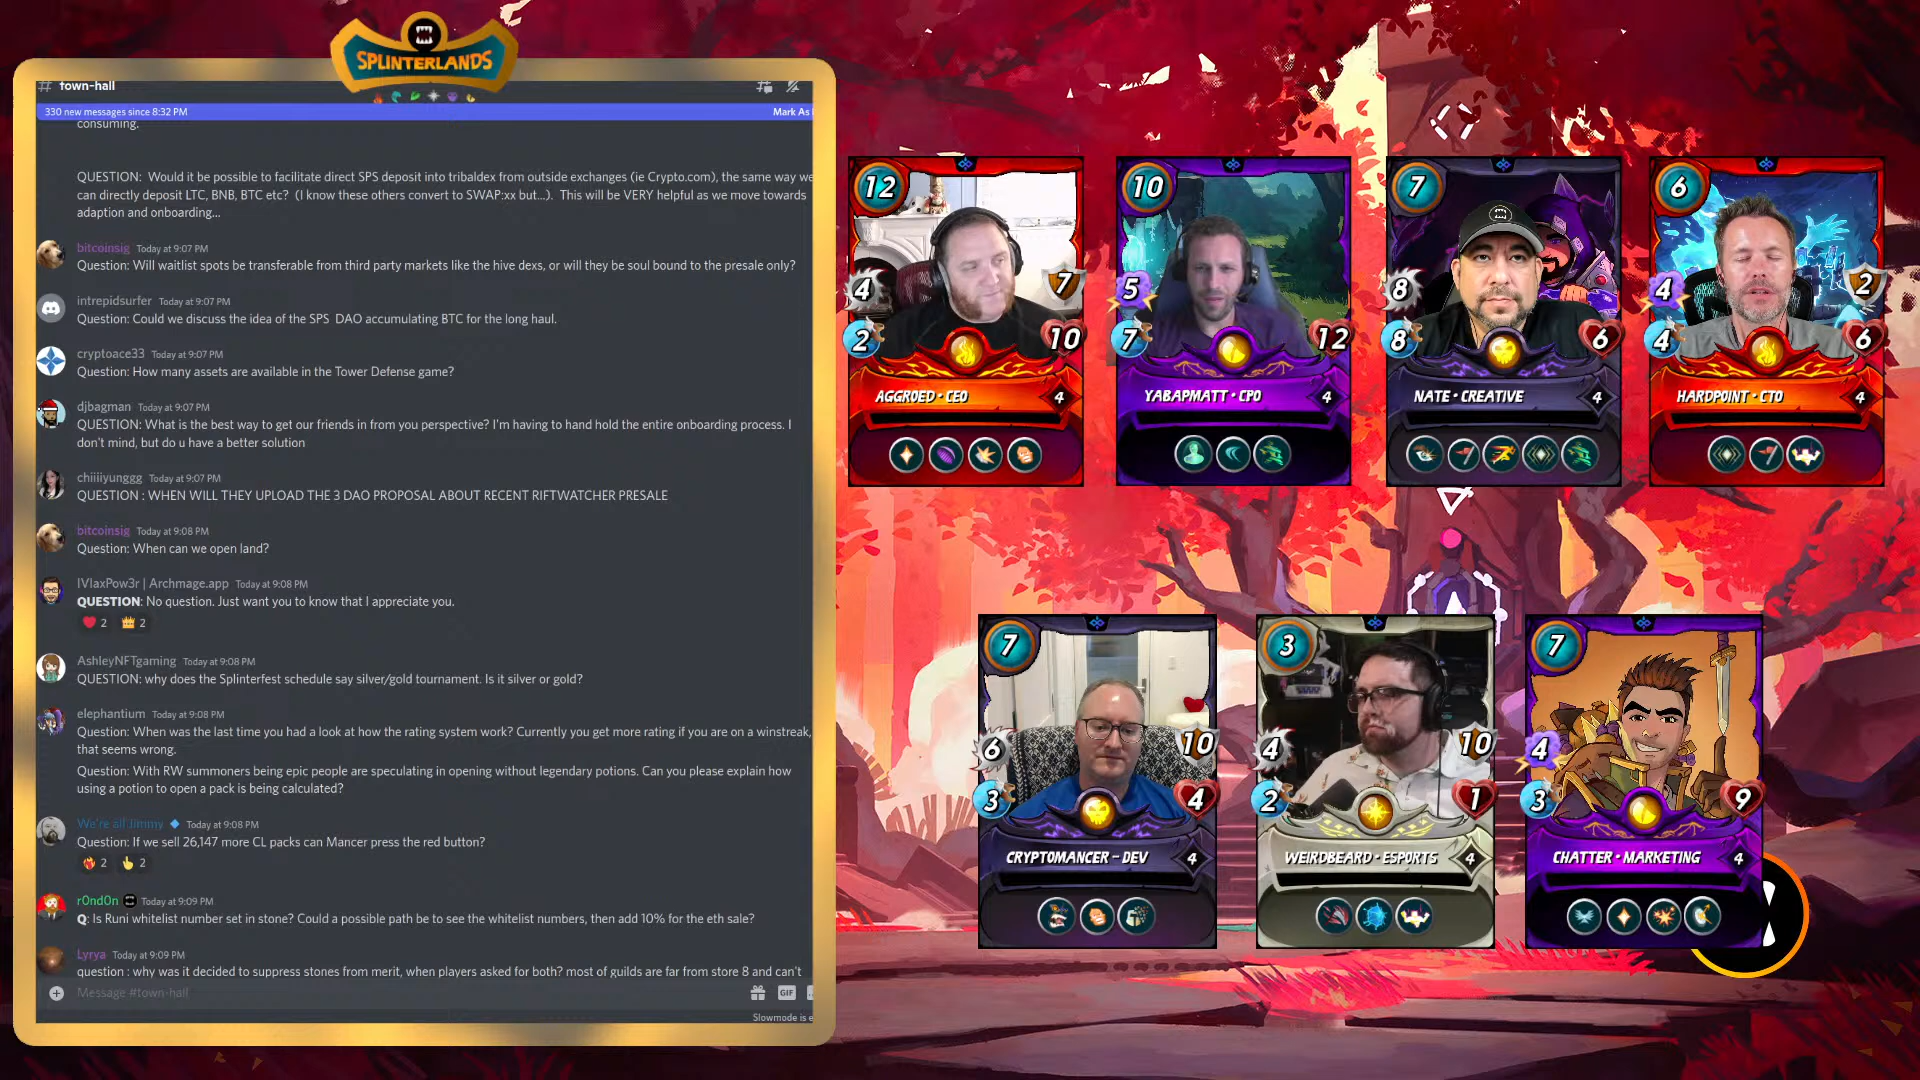 SPLINTERLANDS
# town-hall
330 new messages since 8:32 PM
Mark As
consuming.
QUESTION: Would it be possible to facilitate direct SPS deposit into tribaldex from outside exchanges (ie Crypto.com), the same way we
can directly deposit LTC, BNB, BTC etc? (I know these others convert to SWAP:xx but...). This will be VERY helpful as we move towards
adaption and onboarding...
bitcoinsig Today at 9:07 PM
Question: Will waitlist spots be transferable from third party markets like the hive dexs, or will they be soul bound to the presale only?
intrepidsurfer Today at 9:07 PM
Question: Could we discuss the idea of the SPS DAO accumulating BTC for the long haul.
cryptoace33 Today at 9:07 PM
Question: How many assets are available in the Tower Defense game?
djbagman Today at 9:07 PM
QUESTION: What is the best way to get our friends in from you perspective? I'm having to hand hold the entire onboarding process. I
don't mind, but do u have a better solution
chiiiiyunggg Today at 9:07 PM
QUESTION : WHEN WILL THEY UPLOAD THE 3 DAO PROPOSAL ABOUT RECENT RIFTWATCHER PRESALE
bitcoinsig Today at 9:08 PM
Question: When can we open land?
IVIaxPow3r | Archmage.app Today at 9:08 PM
QUESTION: No question. Just want you to know that I appreciate you.
2 2
AshleyNFTgaming Today at 9:08 PM
QUESTION: why does the Splinterfest schedule say silver/gold tournament. Is it silver or gold?
elephantium Today at 9:08 PM
Question: When was the last time you had a look at how the rating system work? Currently you get more rating if you are on a winstreak,
that seems wrong.
Question: With RW summoners being epic people are speculating in opening without legendary potions. Can you please explain how
using a potion to open a pack is being calculated?
We're all Jimmy Today at 9:08 PM
Question: If we sell 26,147 more CL packs can Mancer press the red button?
2 2
r0nd0n Today at 9:09 PM
Q: Is Runi whitelist number set in stone? Could a possible path be to see the whitelist numbers, then add 10% for the eth sale?
Lyrya Today at 9:09 PM
question : why was it decided to suppress stones from merit, when players asked for both? most of guilds are far from store 8 and can't
Message #town-hall
GIF
Slowmode is e
12
4
7
2
10
AGGROED • CEO
4
10
5
7
12
YABAPMATT • CPO
4
7
8
8
6
NATE • CREATIVE
4
6
4
2
4
6
HARDPOINT • CTO
4
7
6
10
3
4
CRYPTOMANCER - DEV
4
3
4
10
2
1
WEIRDBEARD • ESPORTS
4
7
4
3
9
CHATTER • MARKETING
4